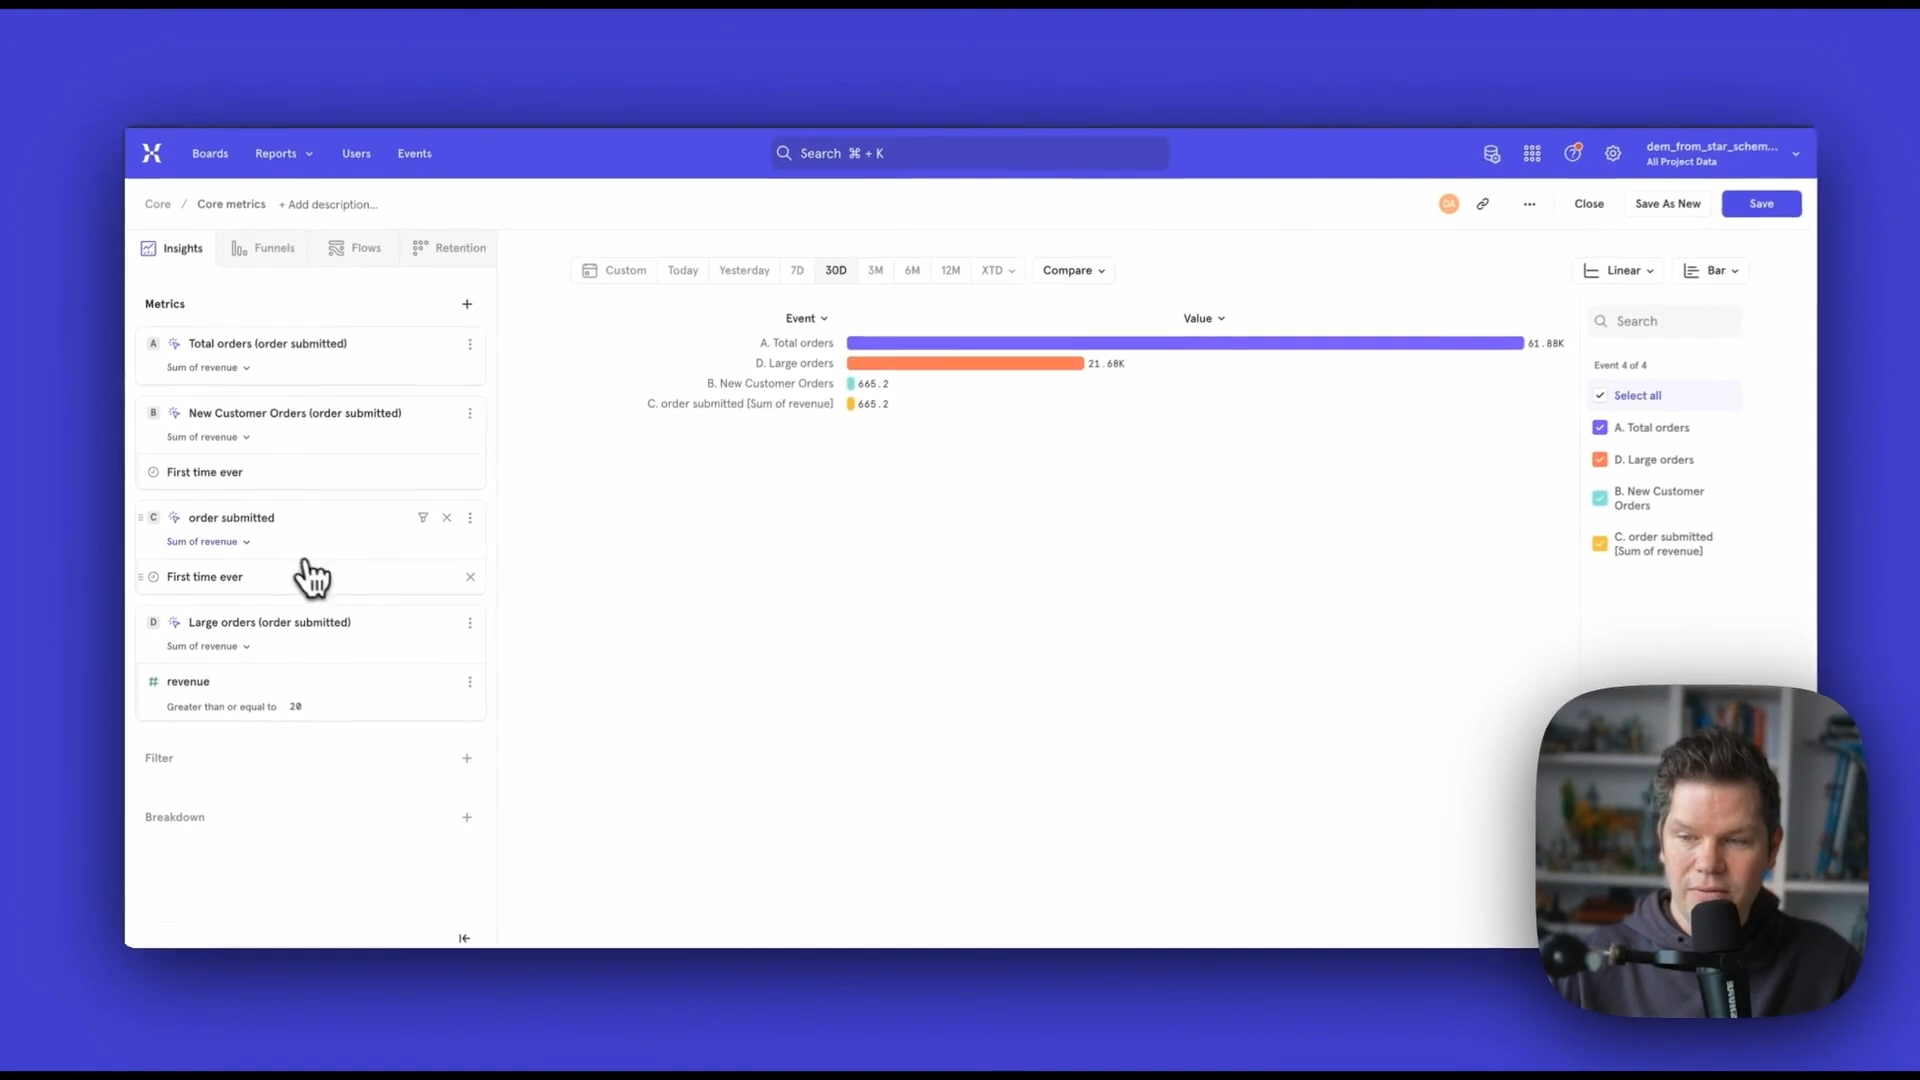 Boards
Reports
Users
Events
Search ⌘ + K
dem_from_star_schem...
All Project Data
Core / Core metrics + Add description...
DA
Close
Save As New
Save
Insights
Funnels
Flows
Retention
Metrics
A Total orders (order submitted)
Sum of revenue
B New Customer Orders (order submitted)
Sum of revenue
First time ever
C order submitted
Sum of revenue
First time ever
D Large orders (order submitted)
Sum of revenue
# revenue
Greater than or equal to 20
Filter
Breakdown
Custom
Today
Yesterday
7D
30D
3M
6M
12M
XTD
Compare
Linear
Bar
Event
Value
A. Total orders 61.88K
D. Large orders 21.68K
B. New Customer Orders 665.2
C. order submitted [Sum of revenue] 665.2
Search
Event 4 of 4
Select all
A. Total orders
D. Large orders
B. New Customer
Orders
C. order submitted
[Sum of revenue]